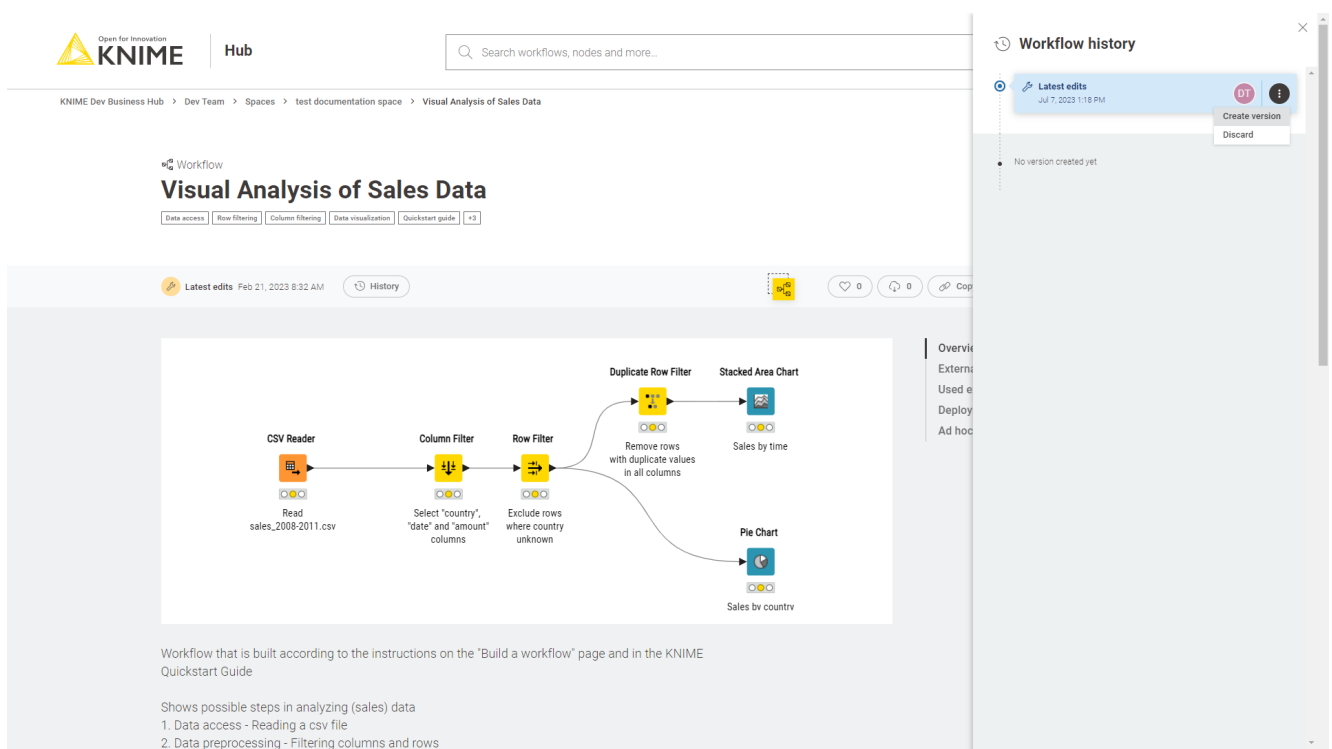 Open for Innovation
KNIME
Hub
Search workflows, nodes and more...
KNIME Dev Business Hub > Dev Team > Spaces > test documentation space > Visual Analysis of Sales Data
Workflow
Visual Analysis of Sales Data
Data access Row filtering Column filtering Data visualization Quickstart guide +3
Latest edits Feb 21, 2023 8:32 AM History 0 0 Cop
CSV Reader
Read
sales_2008-2011.csv
Column Filter
Select "country",
"date" and "amount"
columns
Row Filter
Exclude rows
where country
unknown
Duplicate Row Filter
Remove rows
with duplicate values
in all columns
Stacked Area Chart
Sales by time
Pie Chart
Sales by country
Overvie
Externa
Used e
Deploy
Ad hoc
Workflow that is built according to the instructions on the "Build a workflow" page and in the KNIME
Quickstart Guide
Shows possible steps in analyzing (sales) data
1. Data access - Reading a csv file
2. Data preprocessing - Filtering columns and rows
Workflow history
Latest edits
Jul 7, 2023 1:18 PM
DT
Create version
Discard
No version created yet